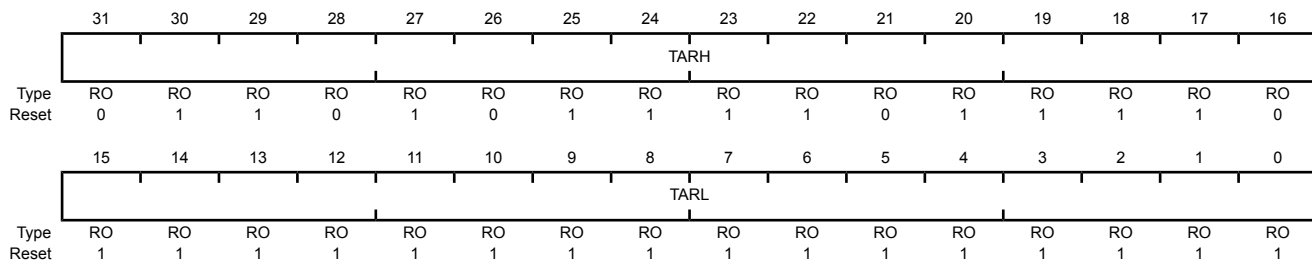 31 30 29 28 27 26 25 24 23 22 21 20 19 18 17 16
TARH
Type RO RO RO RO RO RO RO RO RO RO RO RO RO RO RO RO
Reset 0 1 1 0 1 0 1 1 1 1 0 1 1 1 1 0
15 14 13 12 11 10 9 8 7 6 5 4 3 2 1 0
TARL
Type RO RO RO RO RO RO RO RO RO RO RO RO RO RO RO RO
Reset 1 1 1 1 1 1 1 1 1 1 1 1 1 1 1 1